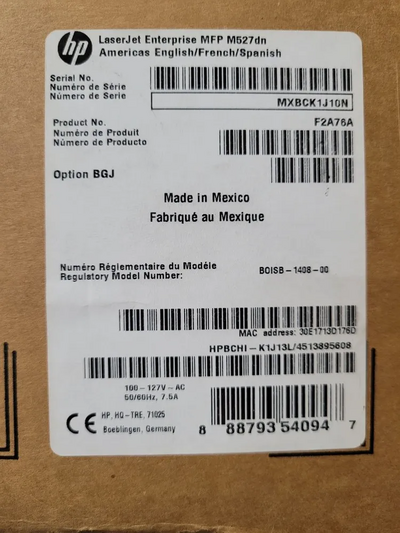 hp
LaserJet Enterprise MFP M527dn
Americas English/French/Spanish
Serial No.
Numéro de Série
Número de Serie
MXBCK1J10N
Product No.
Numéro de Produit
Número de Producto
F2A76A
Option BGJ
Made in Mexico
Fabriqué au Mexique
Numéro Réglementaire du Modèle
Regulatory Model Number:
BOISB-1408-00
MAC address: 30E1713D176D
HPBCHI-K1J13L/4513895608
100-127V-AC
50/60Hz, 7.5A
CE
HP, HQ-TRE, 71025
Boeblingen, Germany
8 88793 54094 7